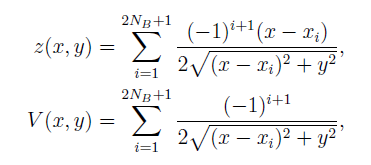 z(x, y) = \sum_{i=1}^{2N_B+1} \frac{(-1)^{i+1}(x - x_i)}{2\sqrt{(x - x_i)^2 + y^2}},
V(x, y) = \sum_{i=1}^{2N_B+1} \frac{(-1)^{i+1}}{2\sqrt{(x - x_i)^2 + y^2}},